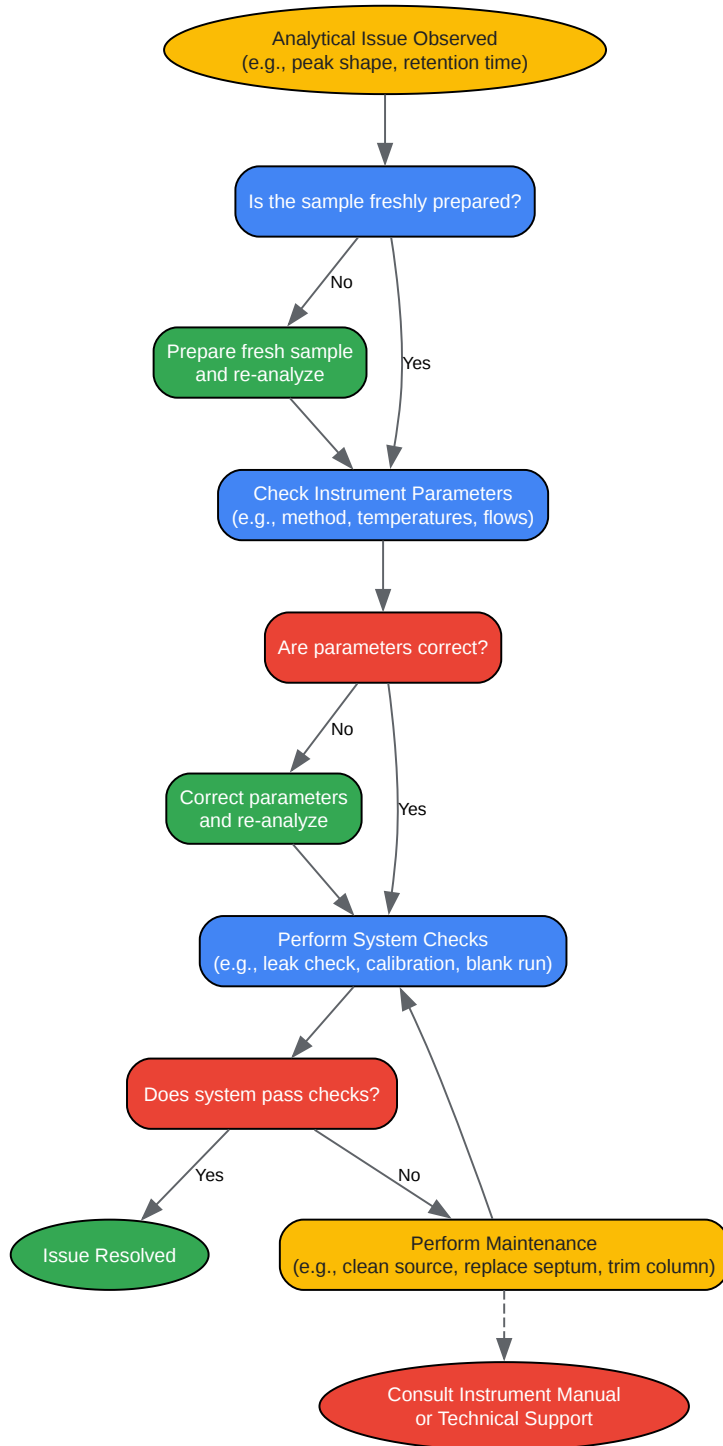 Analytical Issue Observed
(e.g., peak shape, retention time)
Is the sample freshly prepared?
No
Yes
Prepare fresh sample
and re-analyze
Check Instrument Parameters
(e.g., method, temperatures, flows)
Are parameters correct?
No
Yes
Correct parameters
and re-analyze
Perform System Checks
(e.g., leak check, calibration, blank run)
Does system pass checks?
Yes
No
Issue Resolved
Perform Maintenance
(e.g., clean source, replace septum, trim column)
Consult Instrument Manual
or Technical Support